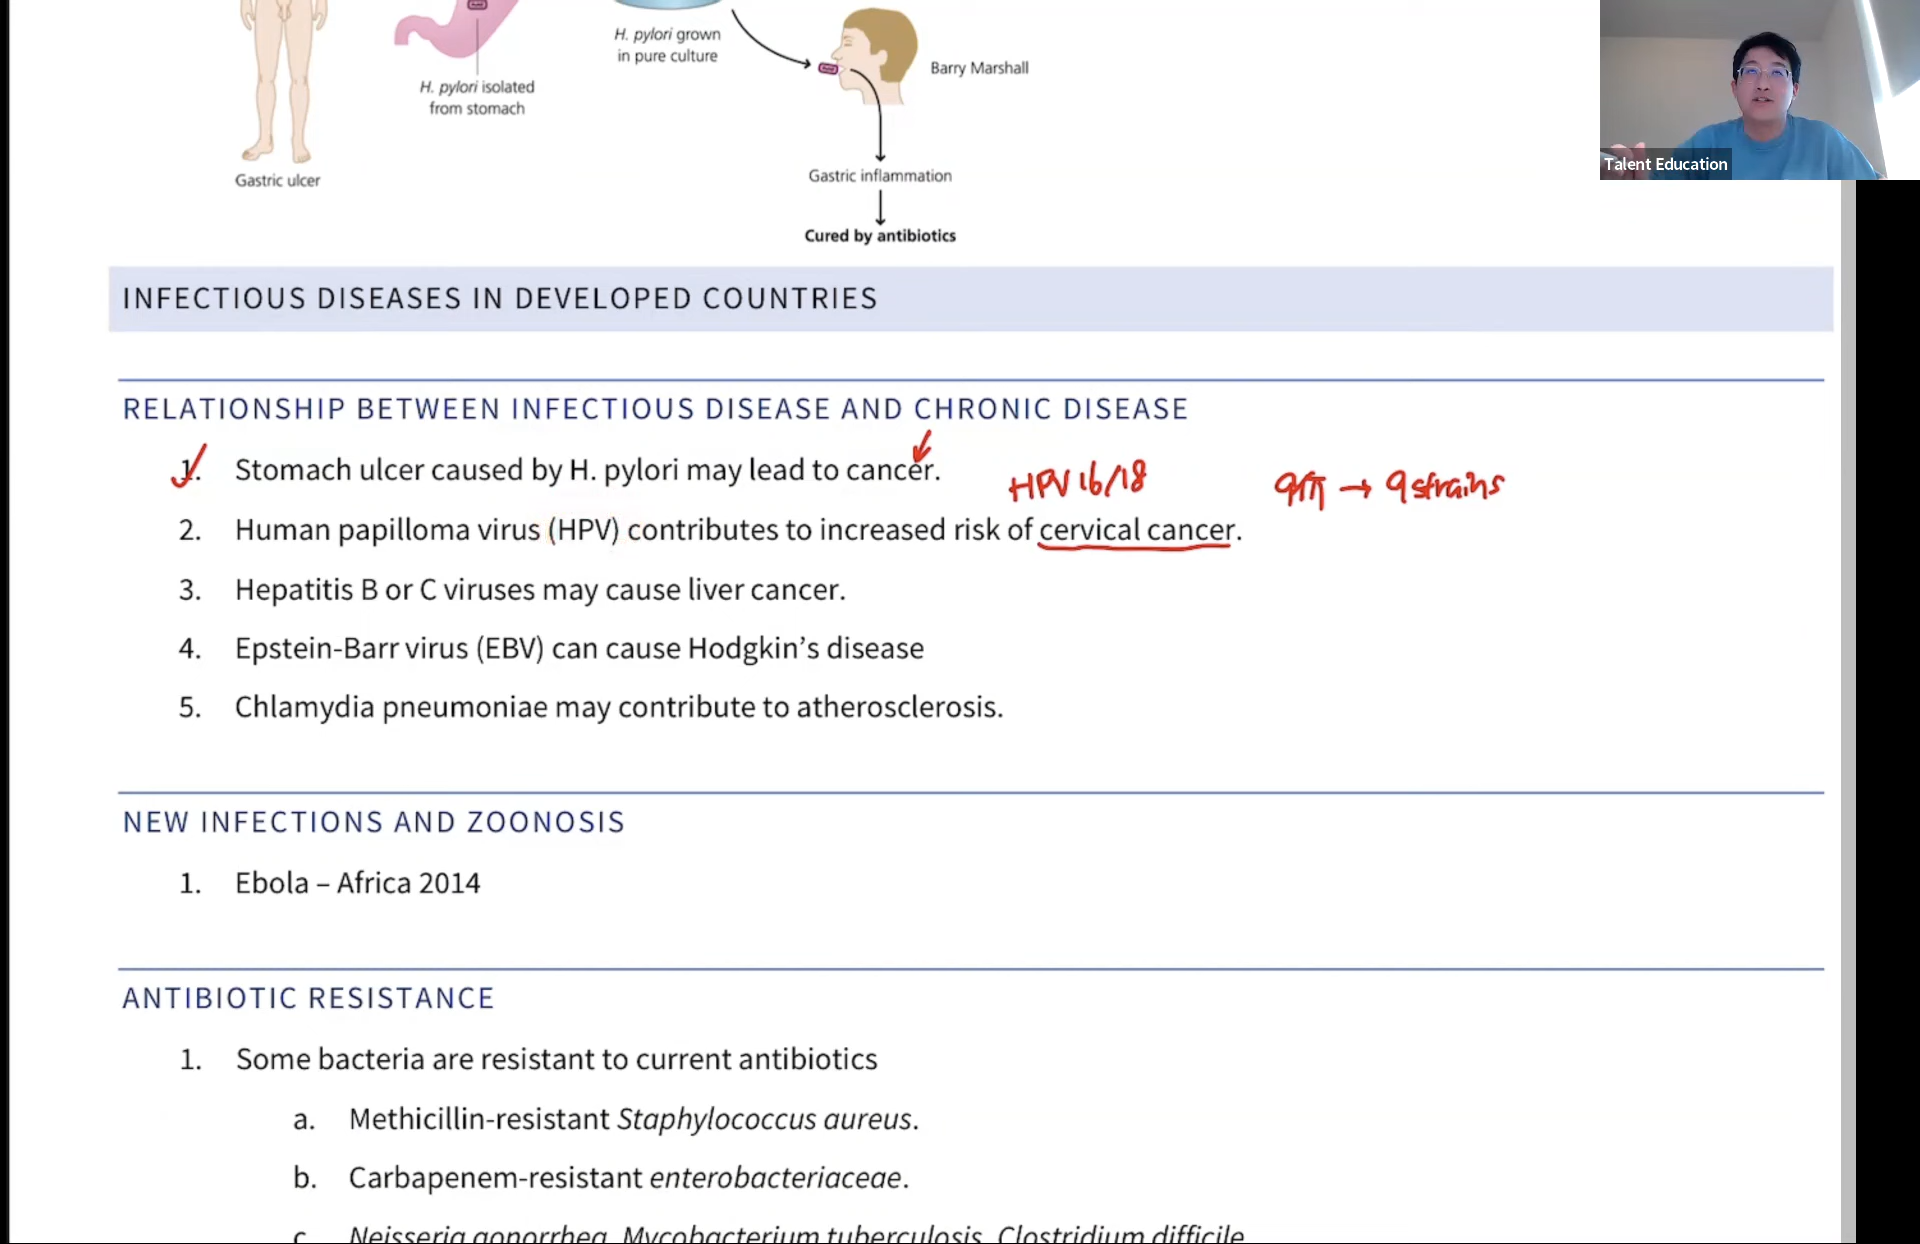 H. pylori grown
in pure culture
Barry Marshall
Talent Education
H. pylori isolated
from stomach
Gastric ulcer
Gastric inflammation
Cured by antibiotics
INFECTIOUS DISEASES IN DEVELOPED COUNTRIES
RELATIONSHIP BETWEEN INFECTIOUS DISEASE AND CHRONIC DISEASE
1. Stomach ulcer caused by H. pylori may lead to cancer.
HPV 16/18
9价 → 9 strains
2. Human papilloma virus (HPV) contributes to increased risk of cervical cancer.
3. Hepatitis B or C viruses may cause liver cancer.
4. Epstein-Barr virus (EBV) can cause Hodgkin’s disease
5. Chlamydia pneumoniae may contribute to atherosclerosis.
NEW INFECTIONS AND ZOONOSIS
1. Ebola – Africa 2014
ANTIBIOTIC RESISTANCE
1. Some bacteria are resistant to current antibiotics
a. Methicillin-resistant Staphylococcus aureus.
b. Carbapenem-resistant enterobacteriaceae.
c. Neisseria gonorrhea, Mycobacterium tuberculosis, Clostridium difficile